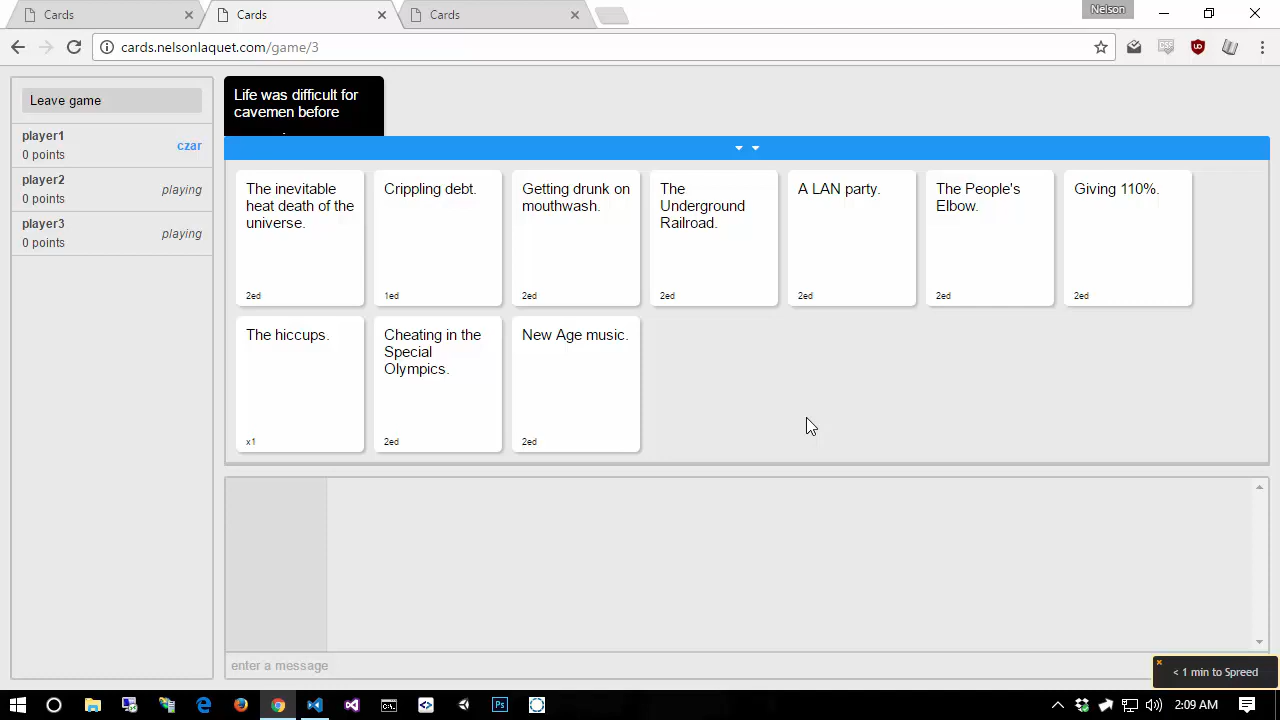 Cards
Cards
Cards
Nelson
cards.nelsonlaquet.com/game/3
Leave game
player1
0 points
czar
player2
0 points
playing
player3
0 points
playing
Life was difficult for
cavemen before
The inevitable
heat death of the
universe.
2ed
Crippling debt.
1ed
Getting drunk on
mouthwash.
2ed
The
Underground
Railroad.
2ed
A LAN party.
2ed
The People's
Elbow.
2ed
Giving 110%.
2ed
The hiccups.
x1
Cheating in the
Special
Olympics.
2ed
New Age music.
2ed
enter a message
< 1 min to Spreed
2:09 AM